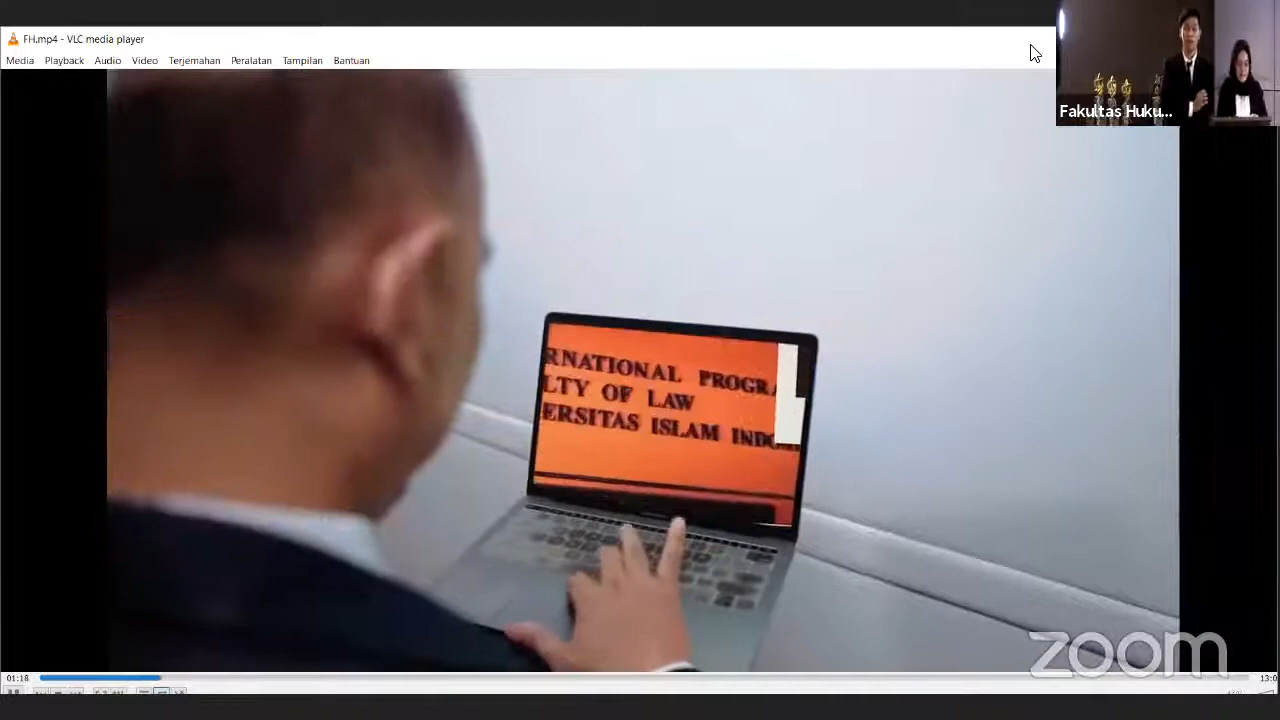 FH.mp4 - VLC media player
Media Playback Audio Video Terjemahan Peralatan Tampilan Bantuan
Fakultas Huku...
RNATIONAL PROGRA
LTY OF LAW
ERSITAS ISLAM INDO
zoom
01:18
13:0